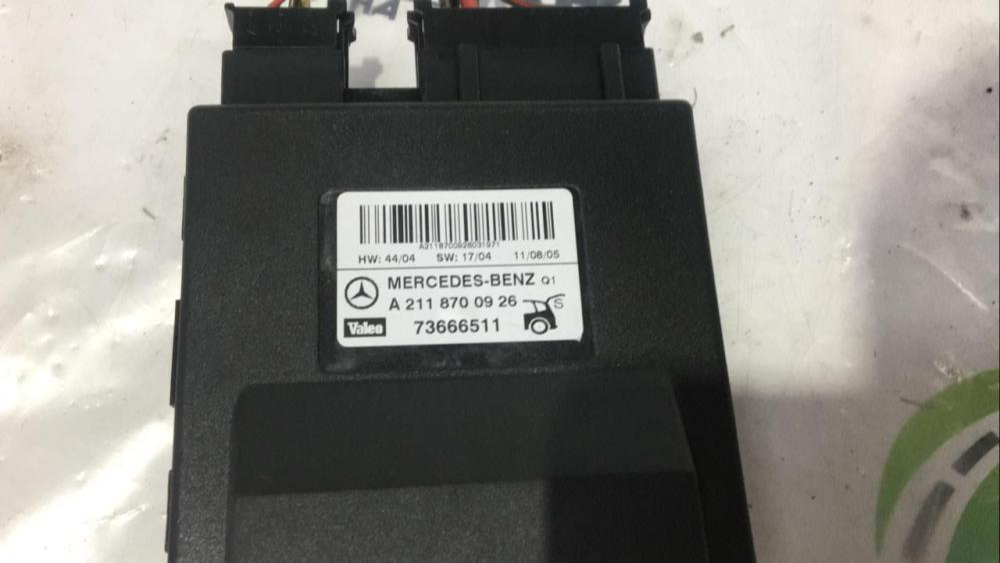 A2118700926031971
HW: 44/04 SW: 17/04 11/08/05
MERCEDES-BENZ Q1
A 211 870 09 26
S
Valeo 73666511